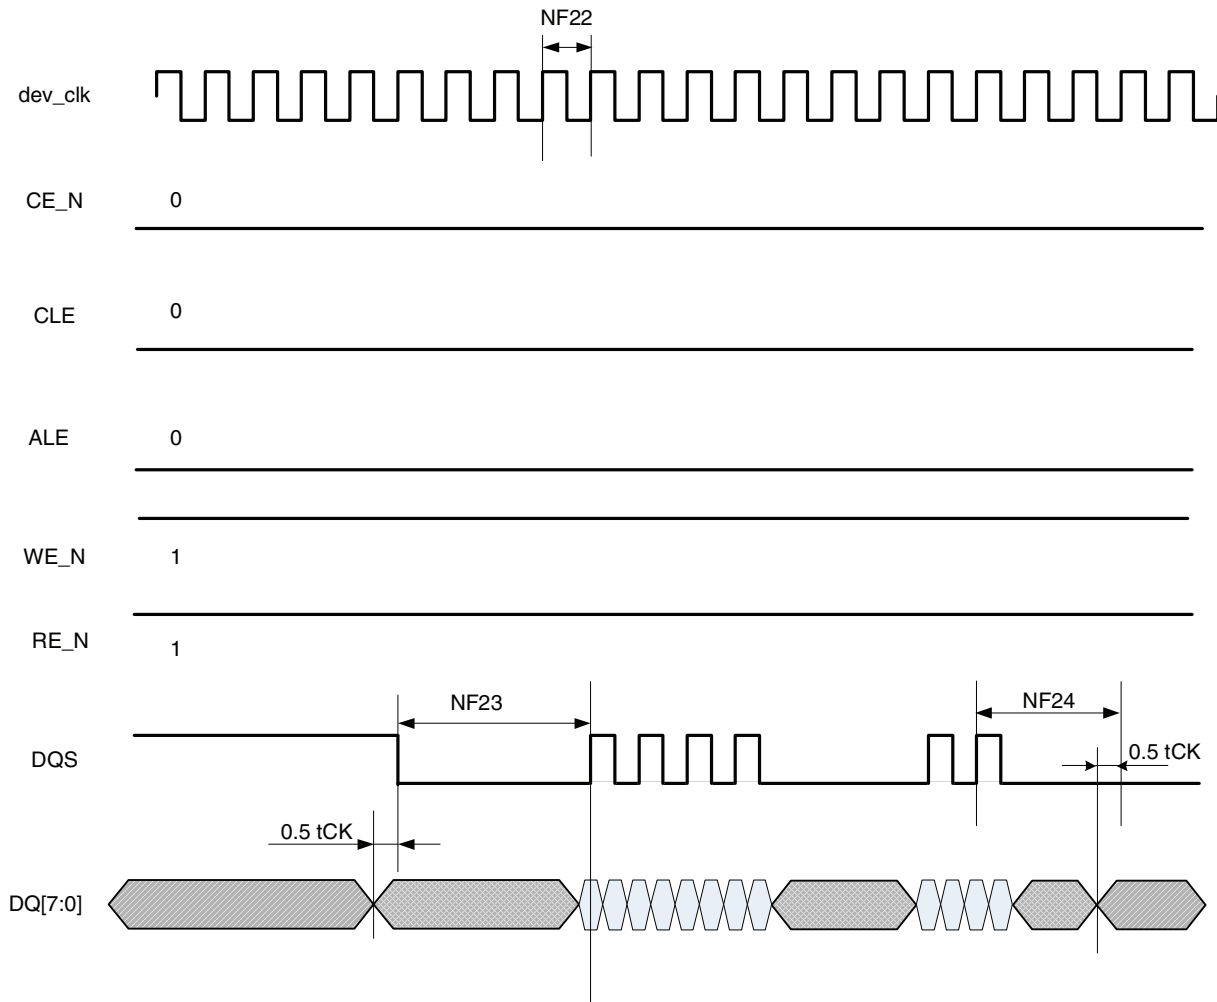 NF22
dev_clk
CE_N
0
CLE
0
ALE
0
WE_N
1
RE_N
1
NF23
NF24
DQS
0.5 tCK
0.5 tCK
DQ[7:0]